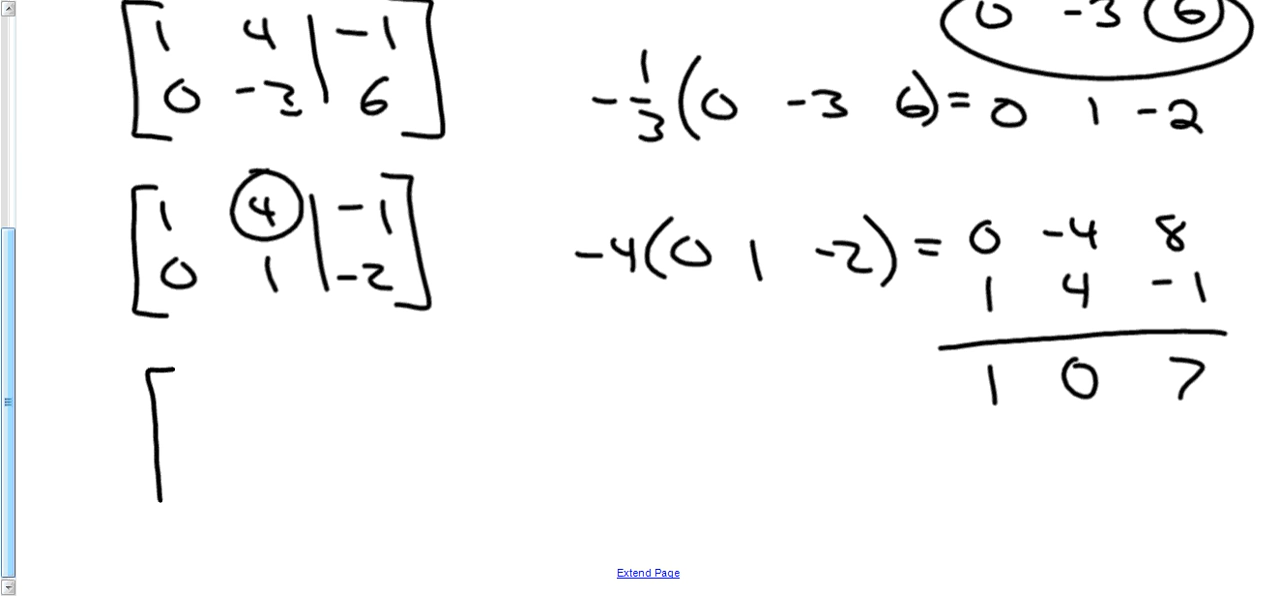 1 4 | -1
0 -3 | 6
1 4 | -1
0 1 | -2
0 -3 6
-1/3 (0 -3 6) = 0 1 -2
-4(0 1 -2) = 0 -4 8
1 4 -1
1 0 7
Extend Page